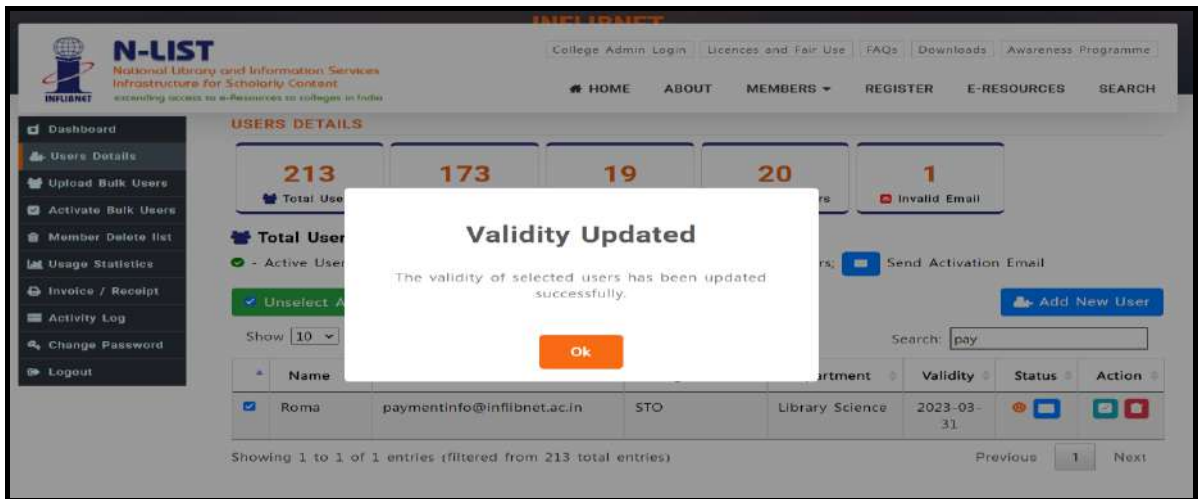 INFLIBNET
N-LIST
National Library and Information Services
Infrastructure for Scholarly Content
extending access to e-Resources to colleges in India
INFLIBNET
College Admin Login
Licences and Fair Use
FAQs
Downloads
Awareness Programme
HOME
ABOUT
MEMBERS
REGISTER
E-RESOURCES
SEARCH
Dashboard
Users Details
Upload Bulk Users
Activate Bulk Users
Member Delete list
Usage Statistics
Invoice / Receipt
Activity Log
Change Password
Logout
USERS DETAILS
213 173 19 20 1
Total Use rs Invalid Email
Total User
- Active User rs; Send Activation Email
Unselect A
Add New User
Show 10
Search: pay
Validity Updated
The validity of selected users has been updated
successfully.
Ok
Name artment Validity Status Action
Roma paymentinfo@inflibnet.ac.in STO Library Science 2023-03-
31
Showing 1 to 1 of 1 entries (filtered from 213 total entries)
Previous 1 Next